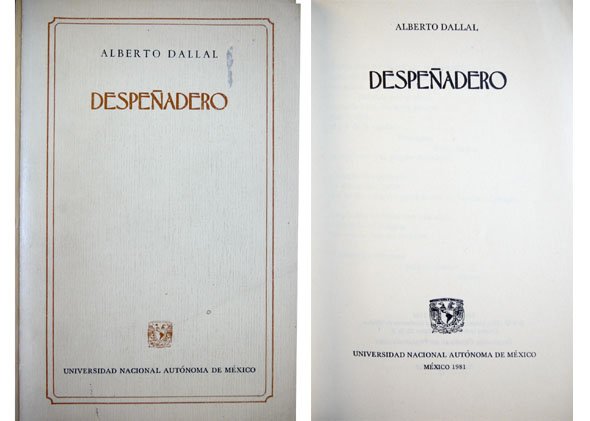 ALBERTO DALLAL
DESPEÑADERO
UNIVERSIDAD NACIONAL AUTÓNOMA DE MÉXICO
ALBERTO DALLAL
DESPEÑADERO
UNIVERSIDAD NACIONAL AUTÓNOMA DE MÉXICO
MÉXICO 1981